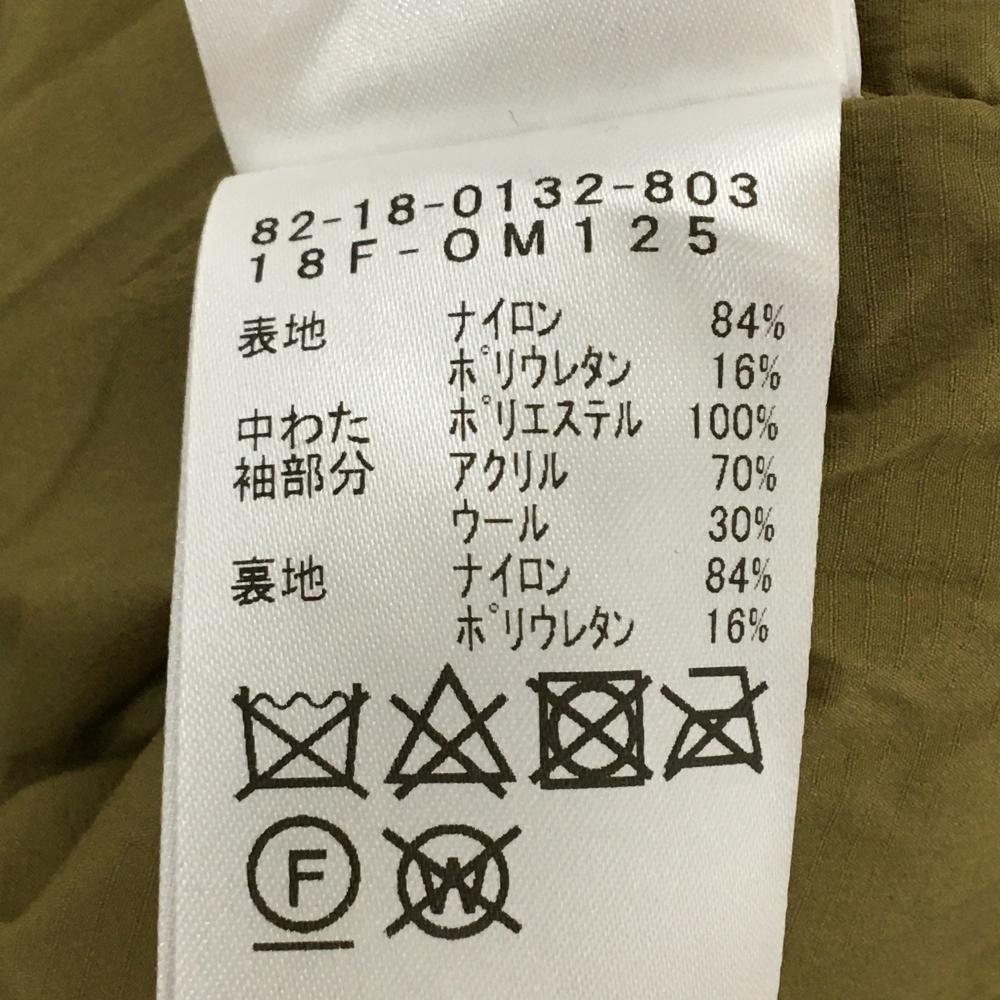 82-18-0132-803
18F-OM125
表地 ナイロン 84%
ポリウレタン 16%
中わた ポリエステル 100%
袖部分 アクリル 70%
ウール 30%
裏地 ナイロン 84%
ポリウレタン 16%
F W